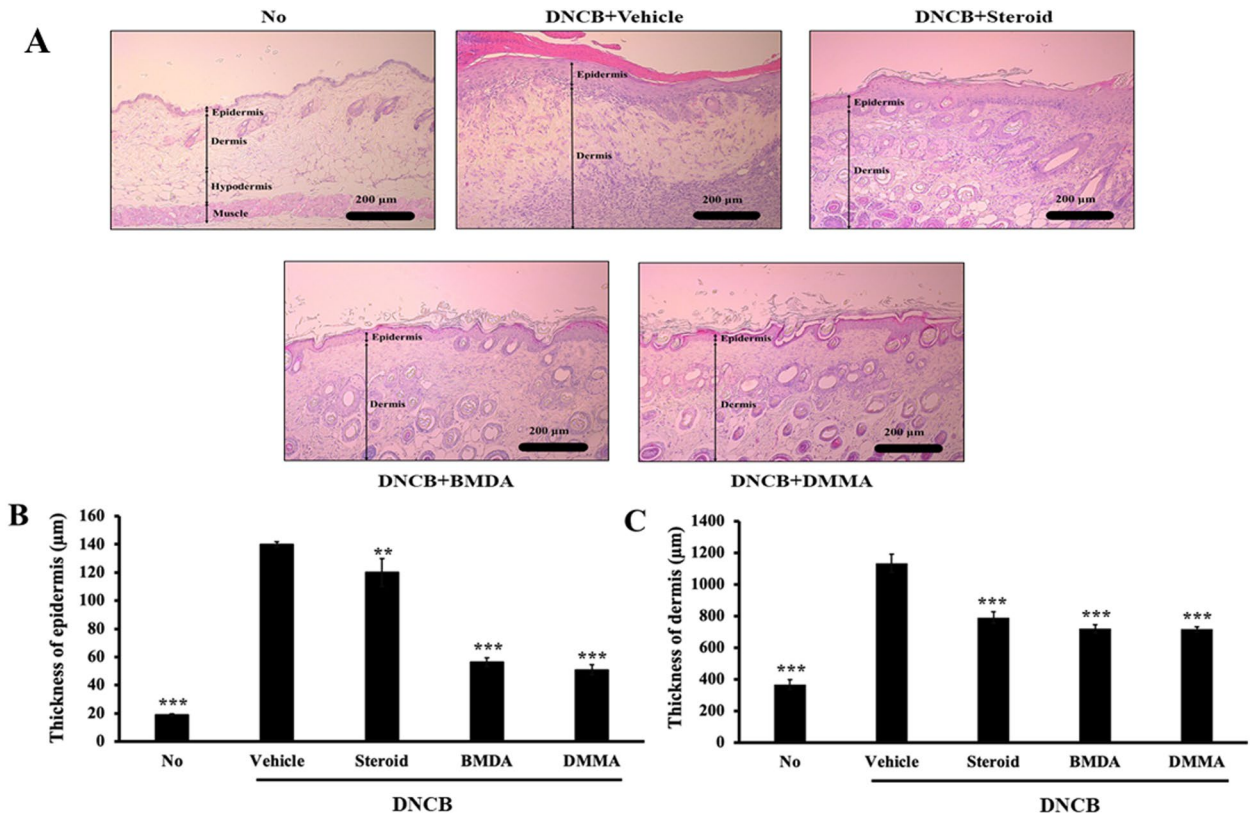 A
No
DNCB+Vehicle
DNCB+Steroid
Epidermis
Dermis
Hypodermis
Muscle
200 μm
Epidermis
Dermis
200 μm
Epidermis
Dermis
200 μm
Epidermis
Dermis
200 μm
Epidermis
Dermis
200 μm
DNCB+BMDA
DNCB+DMMA
B
Thickness of epidermis (μm)
160
140
120
100
80
60
40
20
0
***
**
***
***
No
Vehicle
Steroid
BMDA
DMMA
DNCB
C
Thickness of dermis (μm)
1400
1200
1000
800
600
400
200
0
***
***
***
***
No
Vehicle
Steroid
BMDA
DMMA
DNCB